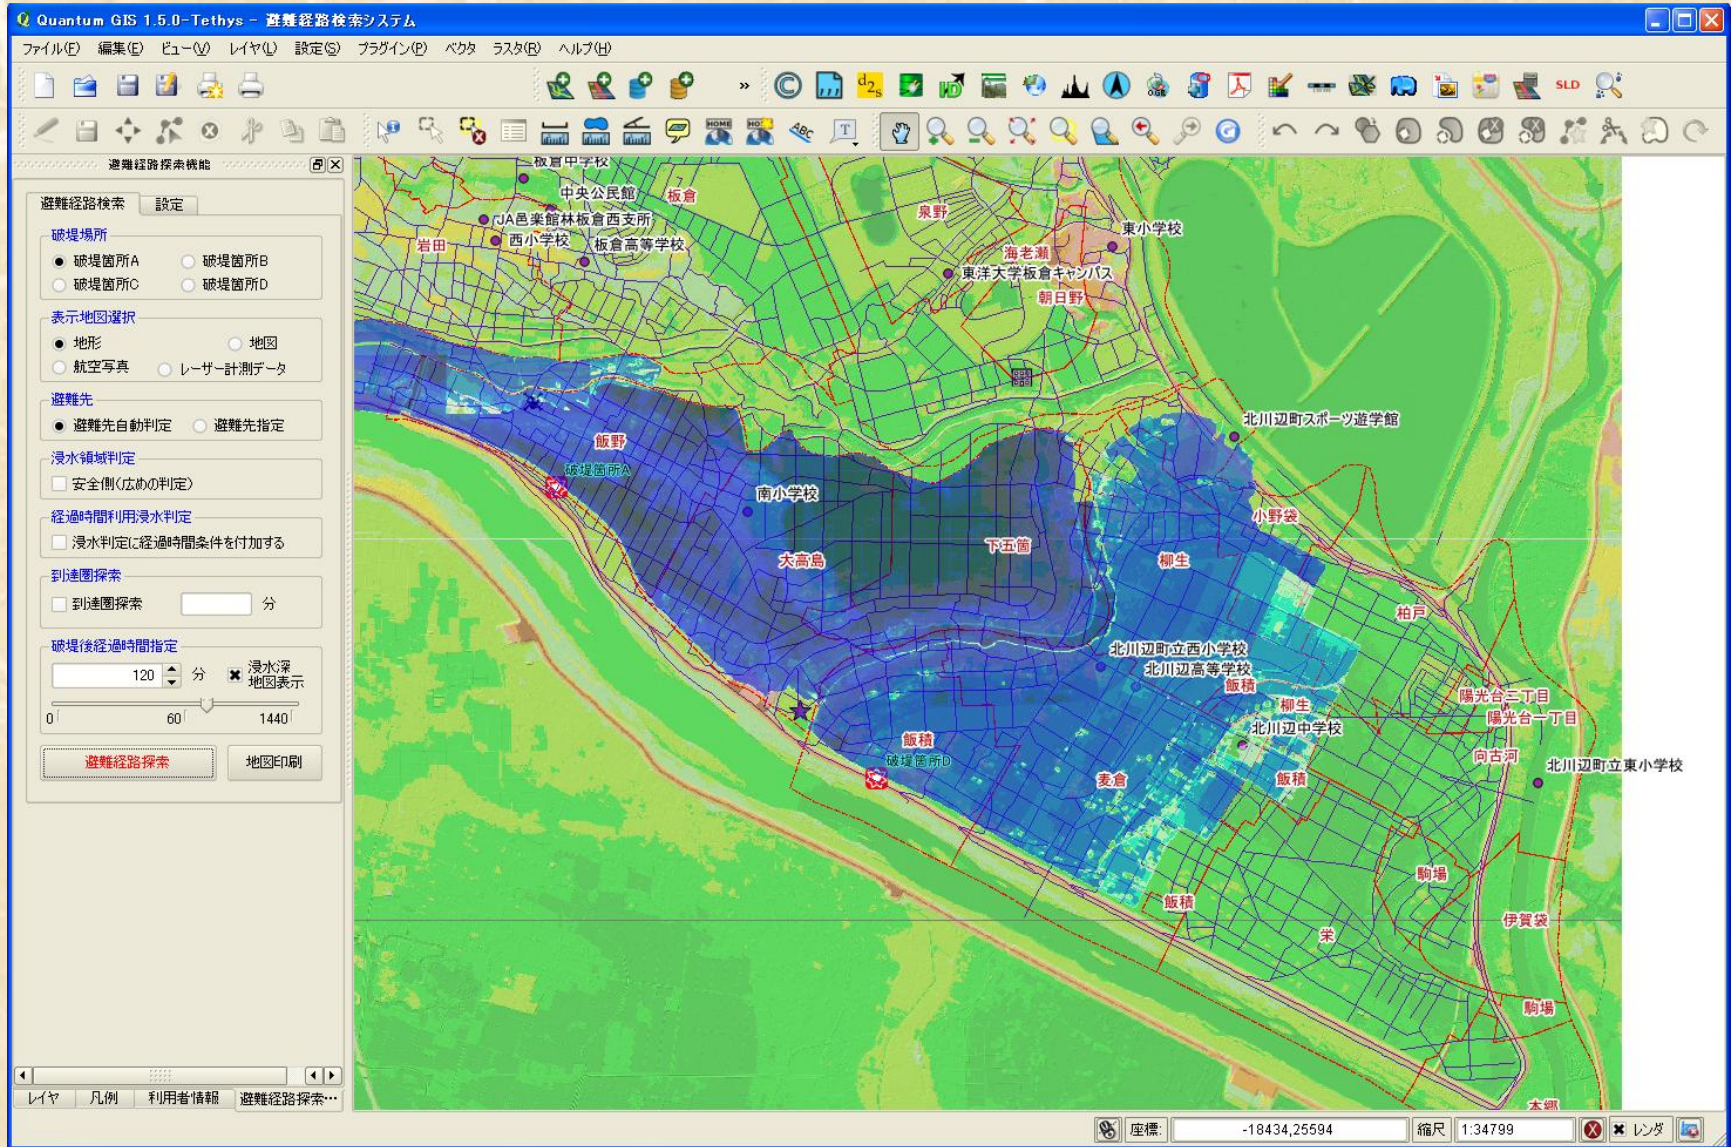 Quantum GIS 1.5.0-Tethys - 避難経路検索システム
ファイル(F) 編集(E) ビュー(V) レイヤ(L) 設定(S) プラグイン(P) ベクタ ラスタ(R) ヘルプ(H)
» © d2s iD OGR SLD
HOME HO ABC T G
避難経路探索機能
避難経路検索 設定
破堤場所
破堤箇所A 破堤箇所B
破堤箇所C 破堤箇所D
表示地図選択
地形 地図
航空写真 レーザー計測データ
避難先
避難先自動判定 避難先指定
浸水領域判定
安全側(広めの判定)
経過時間利用浸水判定
浸水判定に経過時間条件を付加する
到達圏探索
到達圏探索 分
破堤後経過時間指定
120 分 浸水深
地図表示
0 60 1440
避難経路探索 地図印刷
レイヤ 凡例 利用者情報 避難経路探索…
板倉中学校
中央公民館
板倉
JA邑楽館林板倉西支所
岩田
西小学校
板倉高等学校
泉野
東小学校
海老瀬
東洋大学板倉キャンパス
朝日野
北川辺町スポーツ遊学館
飯野
破堤箇所A
南小学校
小野袋
大高島
下五箇
柳生
柏戸
北川辺町立西小学校
北川辺高等学校
飯積
柳生
陽光台二丁目
陽光台一丁目
北川辺中学校
飯積
破堤箇所D
向古河
北川辺町立東小学校
麦倉
飯積
駒場
飯積
伊賀袋
栄
駒場
本郷
座標: -18434,25594 縮尺 1:34799 レンダ